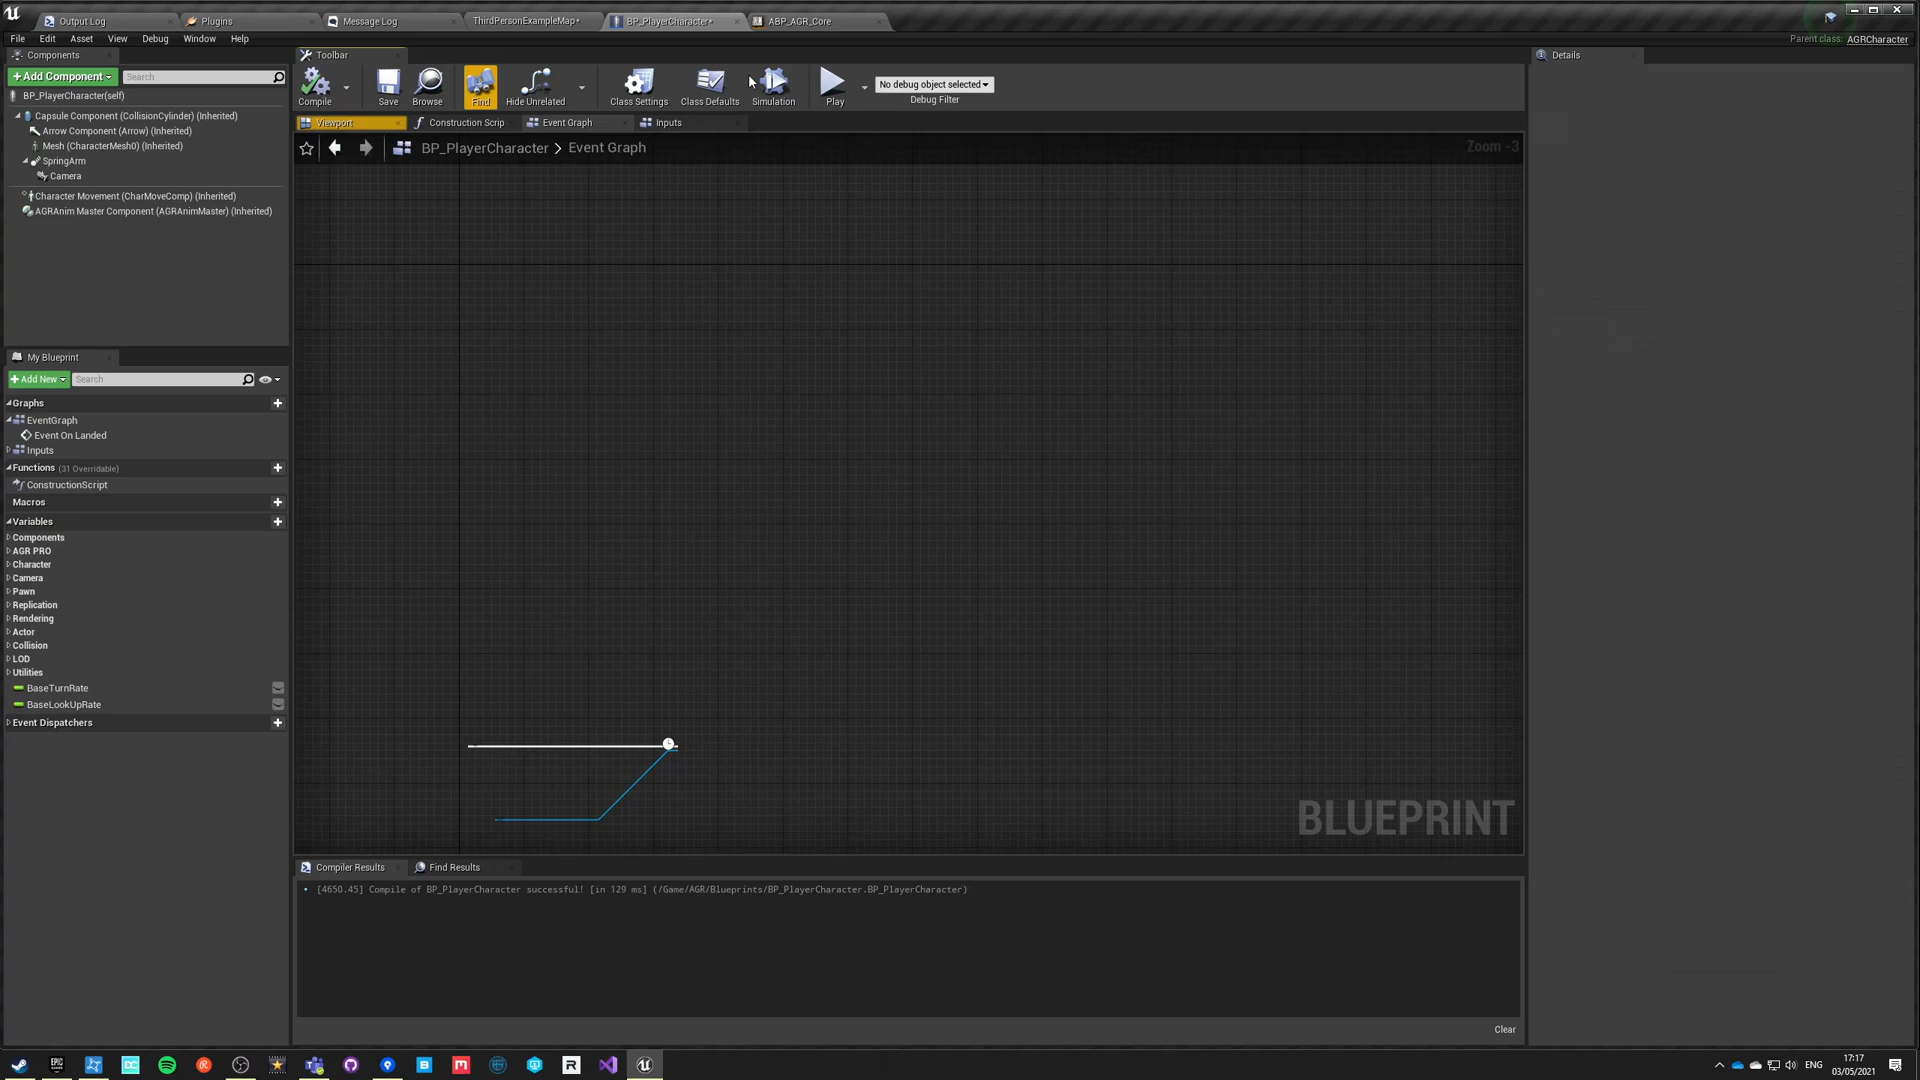 Output Log
Plugins
Message Log
ThirdPersonExampleMap*
BP_PlayerCharacter*
ABP_AGR_Core
File Edit Asset View Debug Window Help
Parent class: AGRCharacter
Components
Toolbar
Details
+Add Component
Search
BP_PlayerCharacter(self)
Capsule Component (CollisionCylinder) (Inherited)
Arrow Component (Arrow) (Inherited)
Mesh (CharacterMesh0) (Inherited)
SpringArm
Camera
Character Movement (CharMoveComp) (Inherited)
AGRAnim Master Component (AGRAnimMaster) (Inherited)
Compile
Save
Browse
Find
Hide Unrelated
Class Settings
Class Defaults
Simulation
Play
No debug object selected
Debug Filter
Viewport
Construction Scrip
Event Graph
Inputs
BP_PlayerCharacter > Event Graph
Zoom -3
My Blueprint
+Add New
Search
Graphs
EventGraph
Event On Landed
Inputs
Functions (31 Overridable)
ConstructionScript
Macros
Variables
Components
AGR PRO
Character
Camera
Pawn
Replication
Rendering
Actor
Collision
LOD
Utilities
BaseTurnRate
BaseLookUpRate
Event Dispatchers
BLUEPRINT
Compiler Results
Find Results
[4650.45] Compile of BP_PlayerCharacter successful! [in 129 ms] (/Game/AGR/Blueprints/BP_PlayerCharacter.BP_PlayerCharacter)
Clear
ENG
17:17
03/05/2021